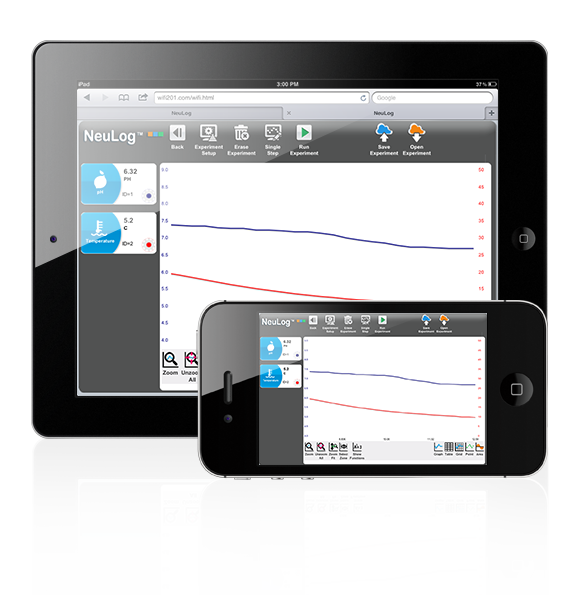 iPad
3:00 PM
37 %
wifi201.com/wifi.html
Google
NeuLog
NeuLog
NeuLog™
Back
Experiment Setup
Erase Experiment
Single Step
Run Experiment
Save Experiment
Open Experiment
6.32
PH
pH
ID=1
5.2
C
Temperature
ID=2
9.0
8.5
8.0
7.5
7.0
6.5
6.0
5.5
5.0
4.5
4.0
50
45
40
35
30
25
20
15
Zoom
NeuLog™
Back
Experiment Setup
Erase Experiment
Single Step
Run Experiment
Save Experiment
Open Experiment
6.32
pH
5.2
Temperature
Zoom
Unzoom All
Zoom Fit
Show Functions
Graph
Table
Grid
Point
Area